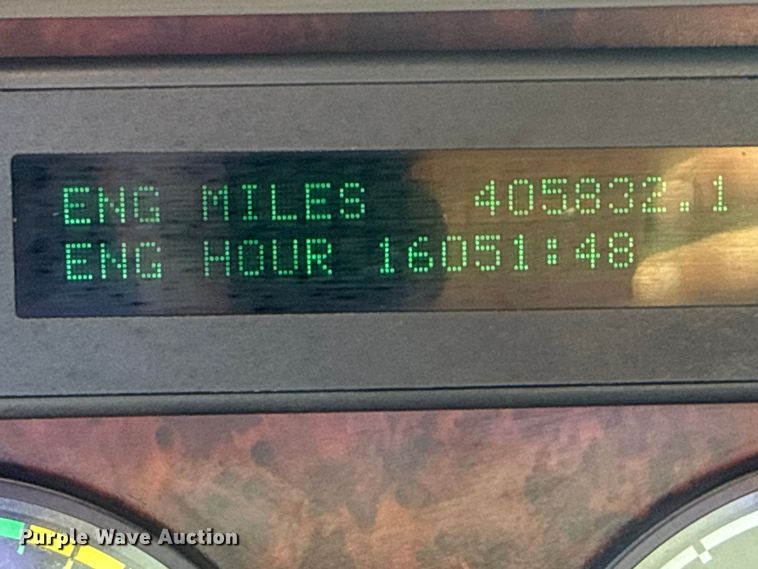 ENG MILES 405832.1
ENG HOUR 16051:48
Purple Wave Auction